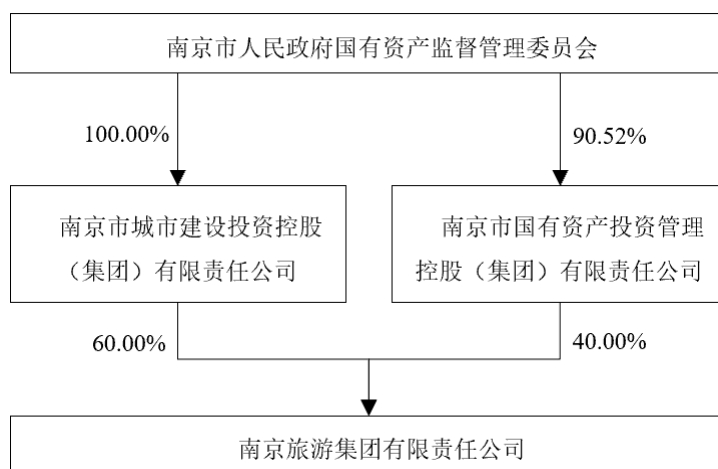 南京市人民政府国有资产监督管理委员会
100.00%
90.52%
南京市城市建设投资控股
（集团）有限责任公司
南京市国有资产投资管理
控股（集团）有限责任公司
60.00%
40.00%
南京旅游集团有限责任公司